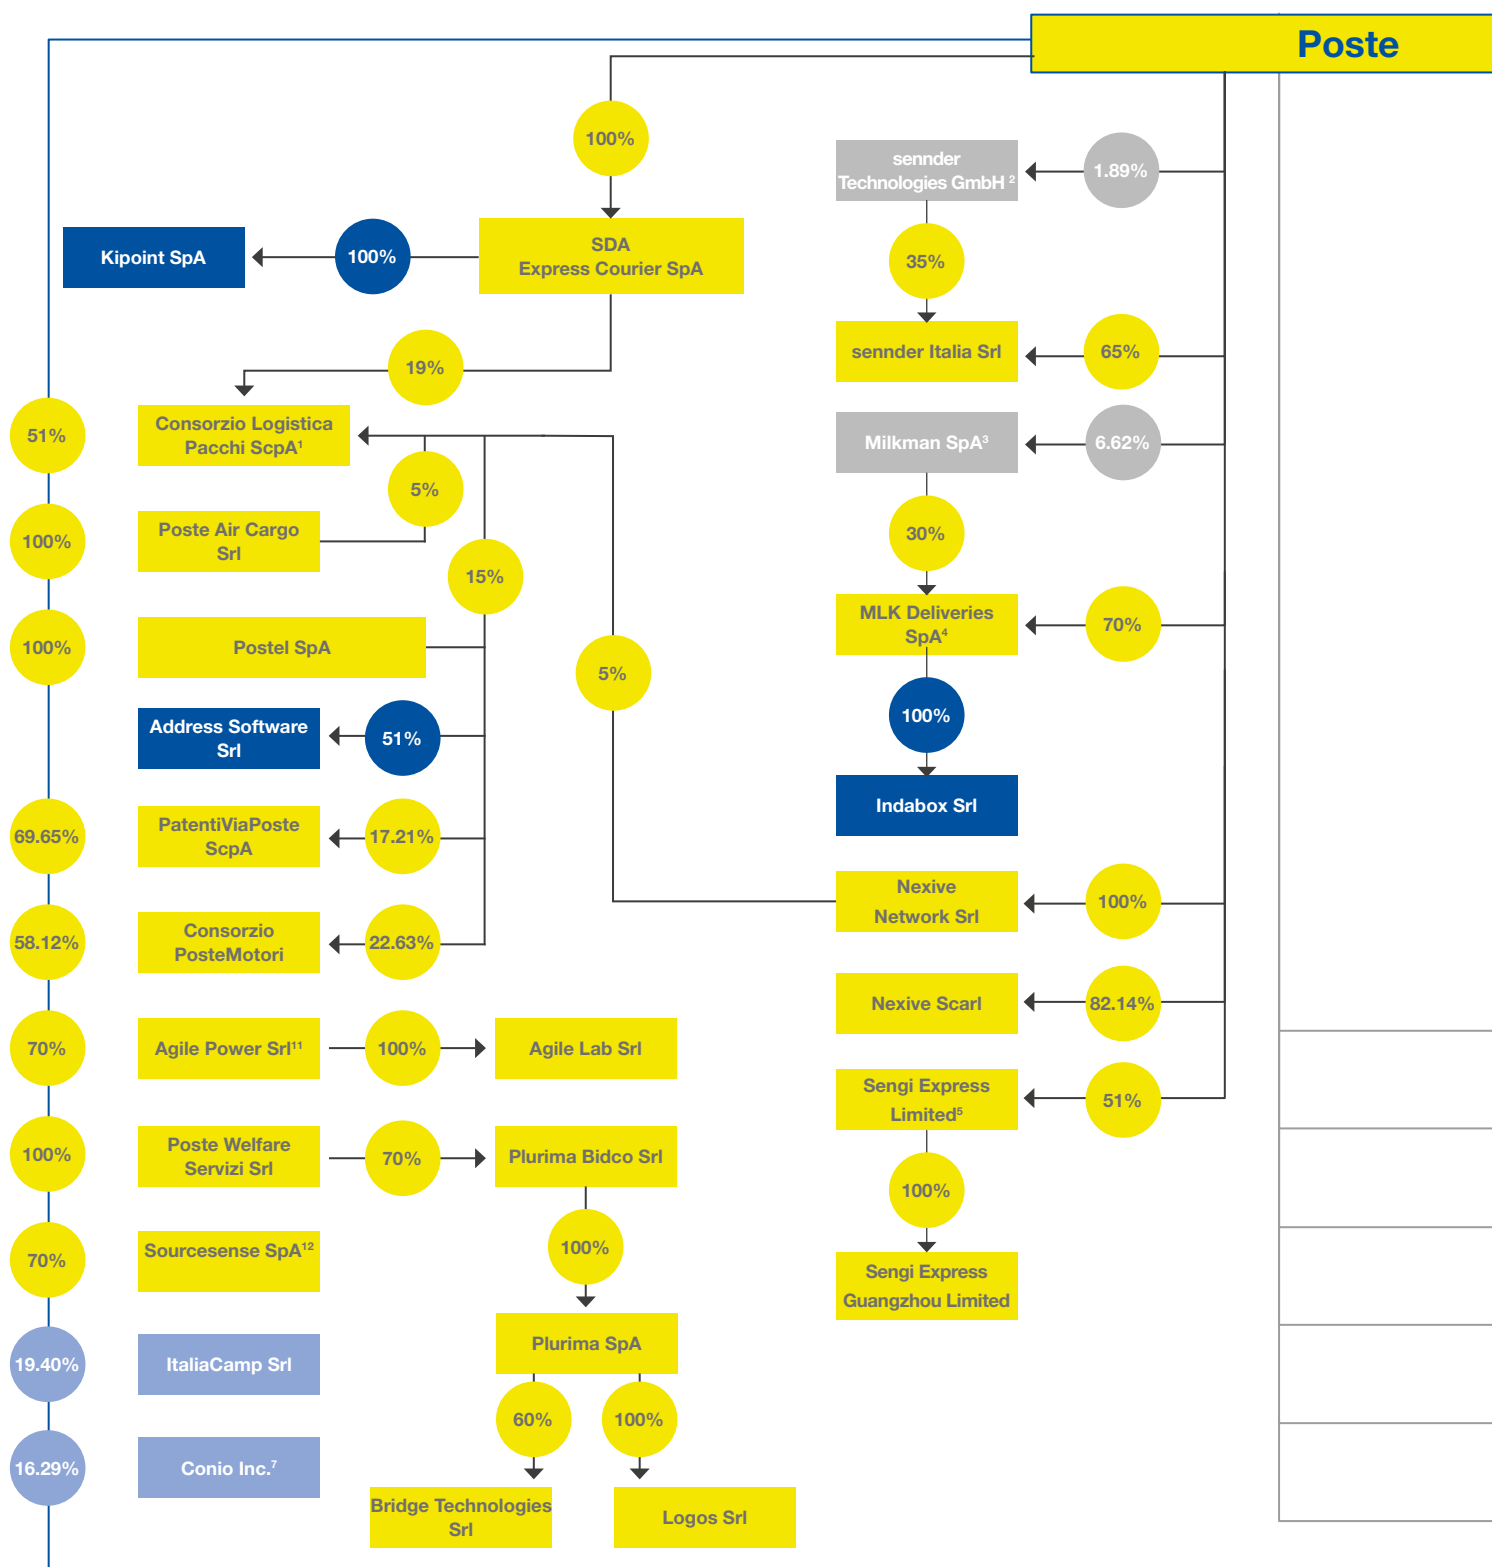 Poste
100%
sennder
Technologies GmbH ²
1.89%
Kipoint SpA
100%
SDA
Express Courier SpA
35%
sennder Italia Srl
65%
19%
51%
Consorzio Logistica
Pacchi ScpA¹
Milkman SpA³
6.62%
5%
100%
Poste Air Cargo
Srl
30%
15%
MLK Deliveries
SpA⁴
70%
100%
Postel SpA
5%
Address Software
Srl
51%
100%
Indabox Srl
69.65%
PatentiViaPoste
ScpA
17.21%
Nexive
Network Srl
100%
58.12%
Consorzio
PosteMotori
22.63%
Nexive Scarl
82.14%
70%
Agile Power Srl¹¹
100%
Agile Lab Srl
Sengi Express
Limited⁵
51%
100%
Poste Welfare
Servizi Srl
70%
Plurima Bidco Srl
100%
70%
Sourcesense SpA¹²
100%
Sengi Express
Guangzhou Limited
Plurima SpA
19.40%
ItaliaCamp Srl
60%
100%
16.29%
Conio Inc.⁷
Bridge Technologies
Srl
Logos Srl